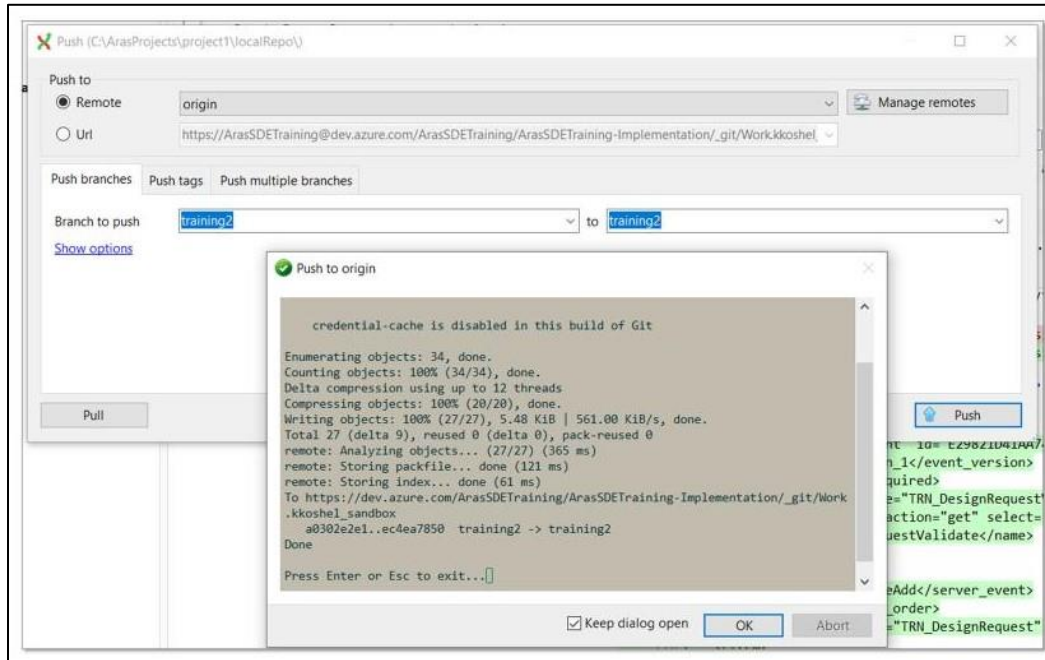 Push (C:\ArasProjects\project1\localRepo\)
Push to
Remote
origin
Manage remotes
Url
https://ArasSDETraining@dev.azure.com/ArasSDETraining/ArasSDETraining-Implementation/_git/Work.kkoshel_
Push branches
Push tags
Push multiple branches
Branch to push
training2
to
training2
Show options
Push to origin
credential-cache is disabled in this build of Git
Enumerating objects: 34, done.
Counting objects: 100% (34/34), done.
Delta compression using up to 12 threads
Compressing objects: 100% (20/20), done.
Writing objects: 100% (27/27), 5.48 KiB | 561.00 KiB/s, done.
Total 27 (delta 9), reused 0 (delta 0), pack-reused 0
remote: Analyzing objects... (27/27) (365 ms)
remote: Storing packfile... done (121 ms)
remote: Storing index... done (61 ms)
To https://dev.azure.com/ArasSDETraining/ArasSDETraining-Implementation/_git/Work
.kkoshel_sandbox
a0302e2e1..ec4ea7850 training2 -> training2
Done
Press Enter or Esc to exit...
Keep dialog open
OK
Abort
Pull
Push
n_1</event_version>
quired>
e="TRN_DesignRequest"
action="get" select=
uestValidate</name>
eAdd</server_event>
_order>
="TRN_DesignRequest"